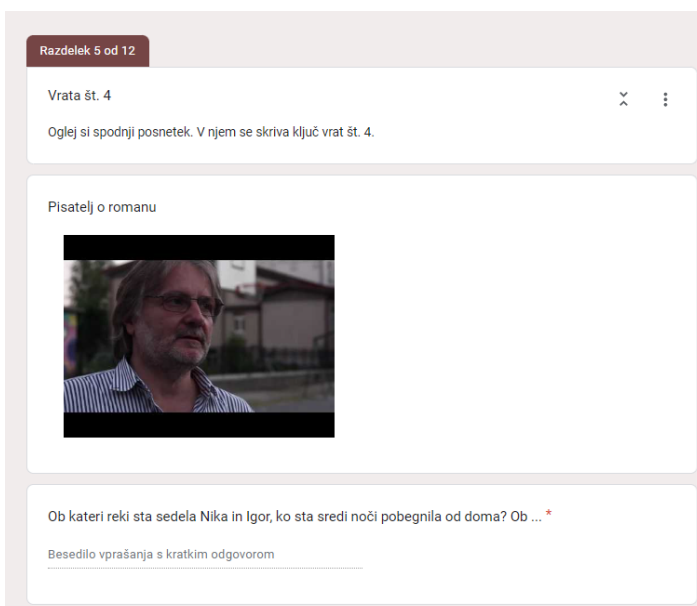 Razdelek 5 od 12
Vrata št. 4
Oglej si spodnji posnetek. V njem se skriva ključ vrat št. 4.
Pisatelj o romanu
Ob kateri reki sta sedela Nika in Igor, ko sta sredi noči pobegnila od doma? Ob ... *
Besedilo vprašanja s kratkim odgovorom